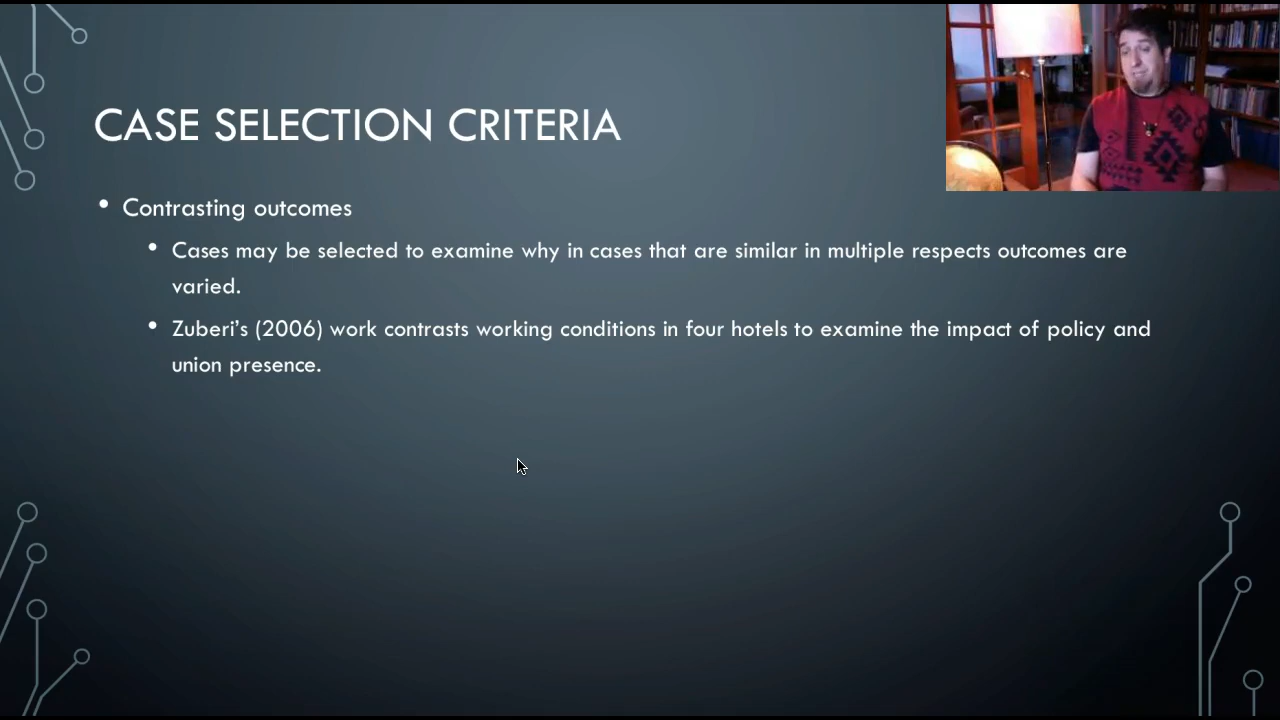 CASE SELECTION CRITERIA
• Contrasting outcomes
• Cases may be selected to examine why in cases that are similar in multiple respects outcomes are
varied.
• Zuberi's (2006) work contrasts working conditions in four hotels to examine the impact of policy and
union presence.